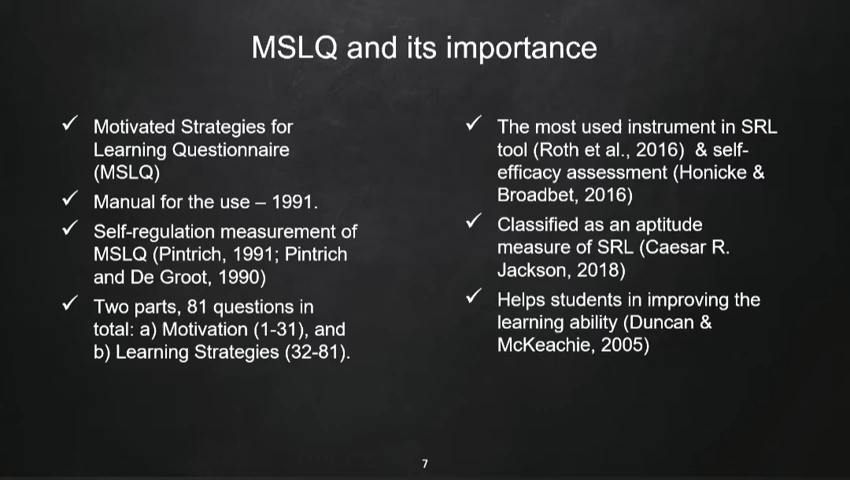 MSLQ and its importance
✓ Motivated Strategies for
Learning Questionnaire
(MSLQ)
✓ Manual for the use – 1991.
✓ Self-regulation measurement of
MSLQ (Pintrich, 1991; Pintrich
and De Groot, 1990)
✓ Two parts, 81 questions in
total: a) Motivation (1-31), and
b) Learning Strategies (32-81).
✓ The most used instrument in SRL
tool (Roth et al., 2016) & self-
efficacy assessment (Honicke &
Broadbet, 2016)
✓ Classified as an aptitude
measure of SRL (Caesar R.
Jackson, 2018)
✓ Helps students in improving the
learning ability (Duncan &
McKeachie, 2005)
7